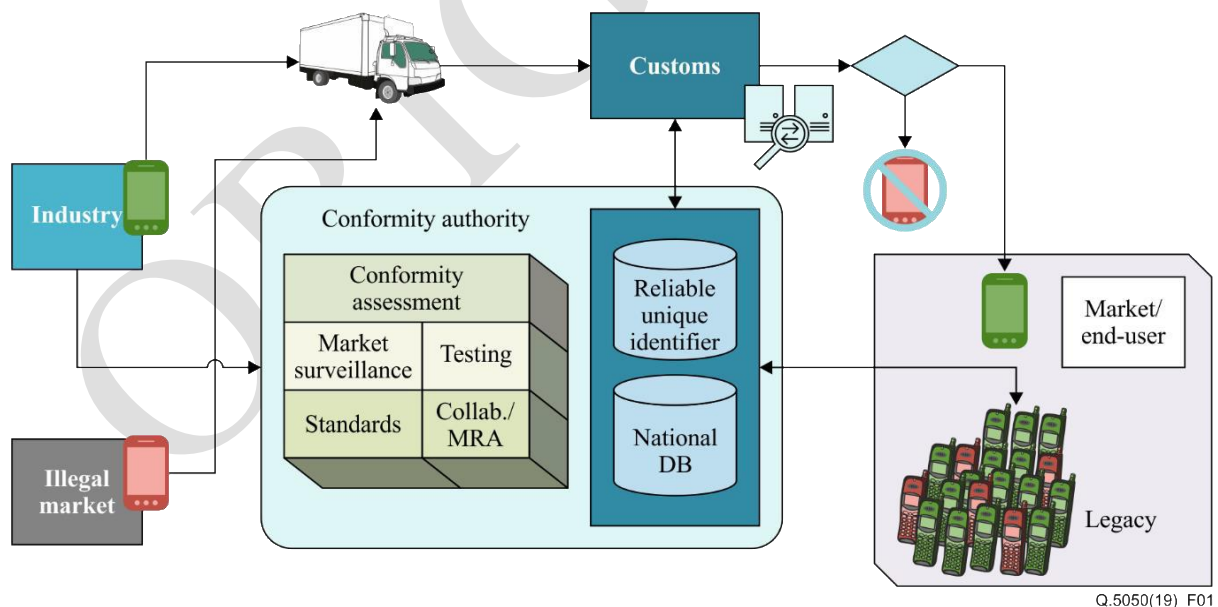 Customs
Industry
Conformity authority
Conformity
assessment
Market
surveillance
Testing
Standards
Collab./
MRA
Reliable
unique
identifier
National
DB
Market/
end-user
Illegal
market
Legacy
Q.5050(19)_F01